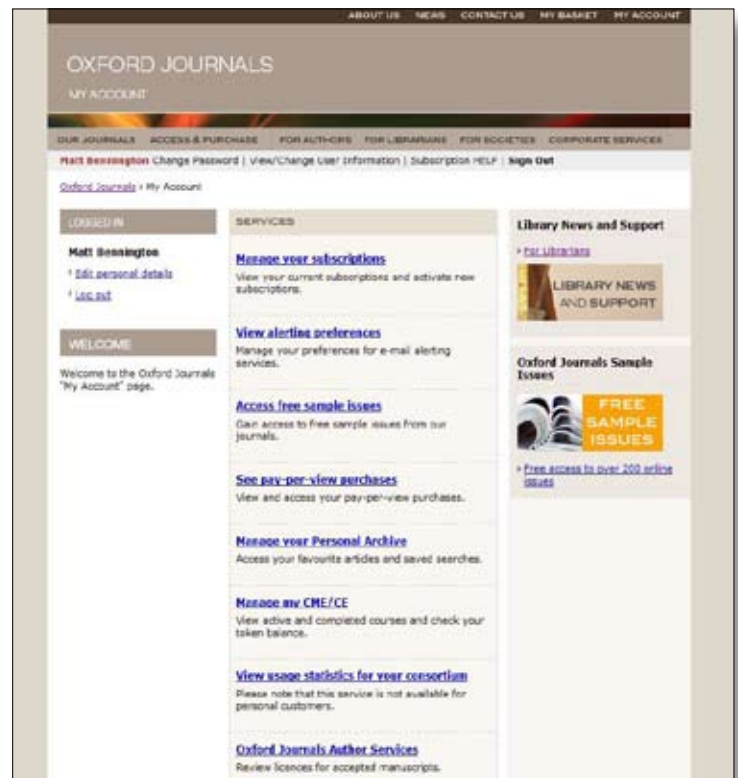 ABOUT US NEWS CONTACT US MY BASKET MY ACCOUNT
OXFORD JOURNALS
MY ACCOUNT
OUR JOURNALS ACCESS & PURCHASE FOR AUTHORS FOR LIBRARIANS FOR SOCIETIES CORPORATE SERVICES
Matt Bennington Change Password | View/Change User Information | Subscription HELP | Sign Out
Oxford Journals › My Account
LOGGED IN
Matt Bennington
Edit personal details
Log out
WELCOME
Welcome to the Oxford Journals
"My Account" page.
SERVICES
Manage your subscriptions
View your current subscriptions and activate new
subscriptions.
View alerting preferences
Manage your preferences for e-mail alerting
services.
Access free sample issues
Gain access to free sample issues from our
journals.
See pay-per-view purchases
View and access your pay-per-view purchases.
Manage your Personal Archive
Access your favourite articles and saved searches.
Manage my CME/CE
View active and completed courses and check your
token balance.
View usage statistics for your consortium
Please note that this service is not available for
personal customers.
Oxford Journals Author Services
Review licences for accepted manuscripts.
Library News and Support
For Librarians
LIBRARY NEWS
AND SUPPORT
Oxford Journals Sample
Issues
FREE
SAMPLE
ISSUES
Free access to over 200 online
issues